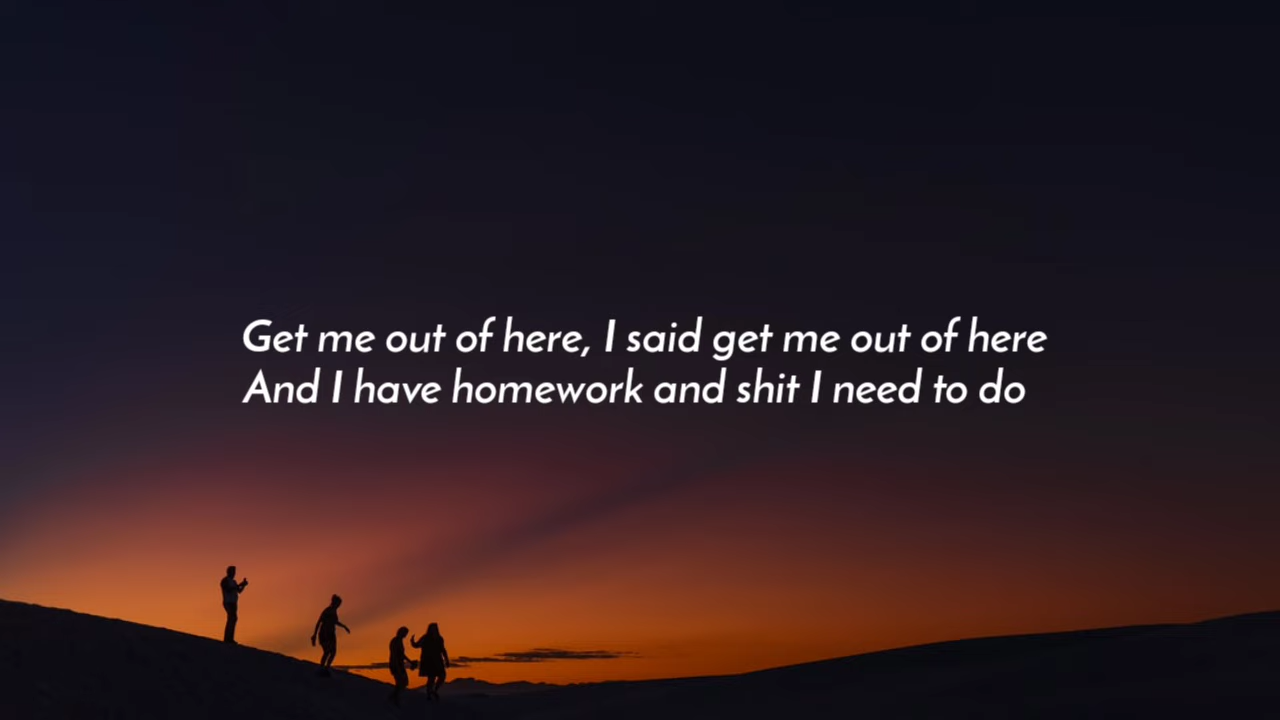 Get me out of here, I said get me out of here
And I have homework and shit I need to do